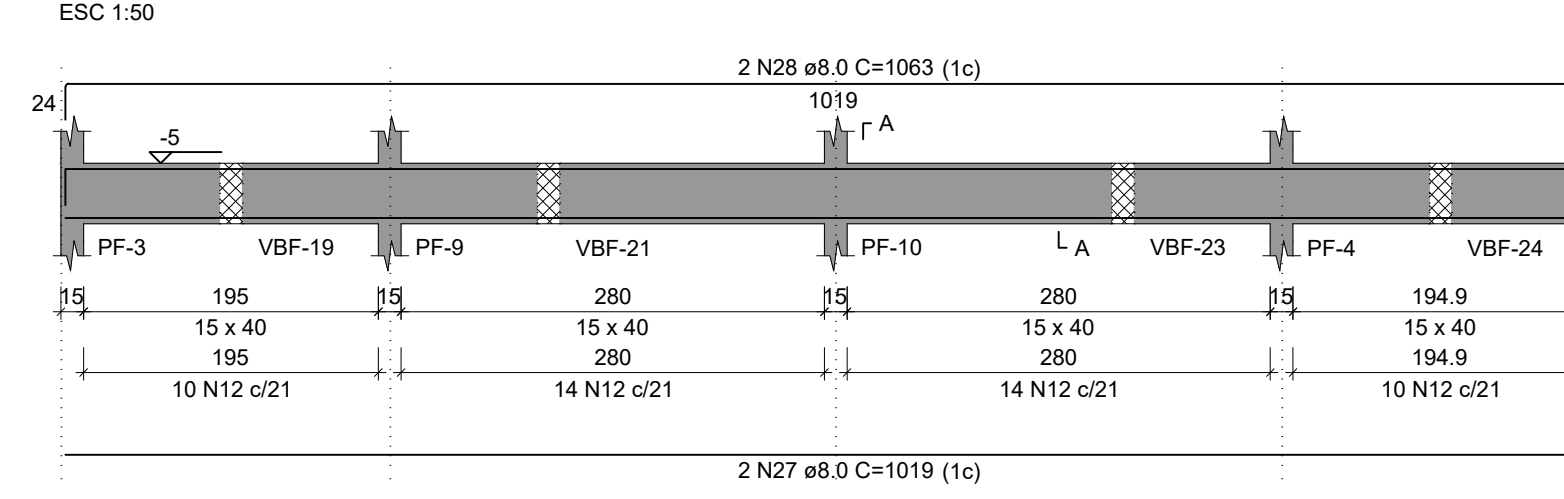 ESC 1:50
2 N28 ø8.0 C=1063 (1c)
24
1019
A
-5
PF-3 VBF-19 PF-9 VBF-21 PF-10 A VBF-23 PF-4 VBF-24
15 195 15 280 15 280 15 194.9
15 x 40 15 x 40 15 x 40 15 x 40
195 280 280 194.9
10 N12 c/21 14 N12 c/21 14 N12 c/21 10 N12 c/21
2 N27 ø8.0 C=1019 (1c)